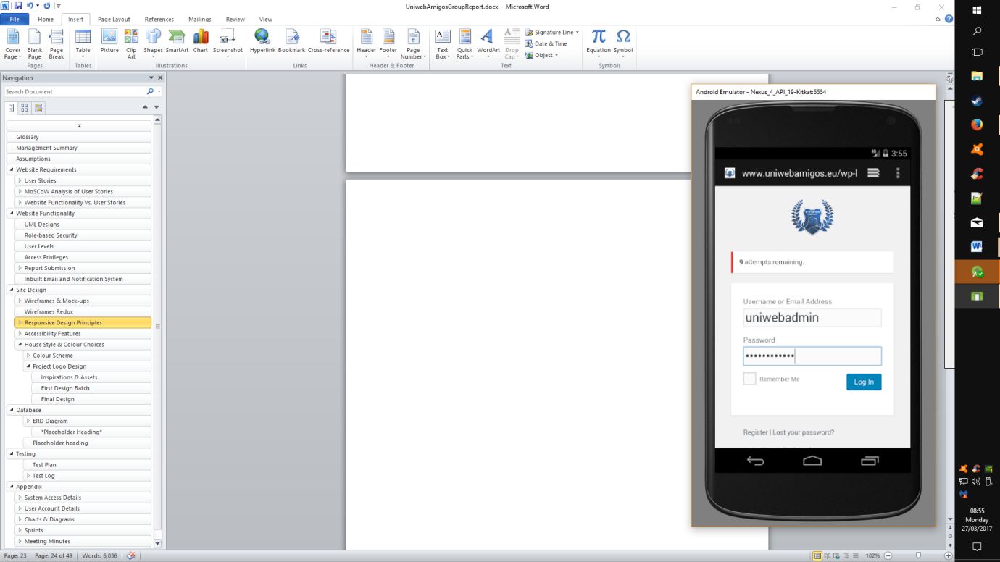 UniwebAmigosGroupReport.docx - Microsoft Word
File Home Insert Page Layout References Mailings Review View
Cover Page
Blank Page
Page Break
Table
Picture
Clip Art
Shapes
SmartArt
Chart
Screenshot
Hyperlink
Bookmark
Cross-reference
Header
Footer
Page Number
Text Box
Quick Parts
WordArt
Drop Cap
Signature Line
Date & Time
Object
Equation
Symbol
Pages Tables Illustrations Links Header & Footer Text Symbols
Navigation
Search Document
Glossary
Management Summary
Assumptions
Website Requirements
User Stories
MoSCoW Analysis of User Stories
Website Functionality Vs. User Stories
Website Functionality
UML Designs
Role-based Security
User Levels
Access Privileges
Report Submission
Inbuilt Email and Notification System
Site Design
Wireframes & Mock-ups
Wireframes Redux
Responsive Design Principles
Accessibility Features
House Style & Colour Choices
Colour Scheme
Project Logo Design
Inspirations & Assets
First Design Batch
Final Design
Database
ERD Diagram
*Placeholder Heading*
Placeholder heading
Testing
Test Plan
Test Log
Appendix
System Access Details
User Account Details
Charts & Diagrams
Sprints
Meeting Minutes
Page: 23 Page: 24 of 49 Words: 6,036
102%
Android Emulator - Nexus_4_API_19-Kitkat:5554
4G 3:55
www.uniwebamigos.eu/wp-l
9 attempts remaining.
Username or Email Address
uniwebadmin
Password
Remember Me
Log In
Register | Lost your password?
08:55
Monday
27/03/2017